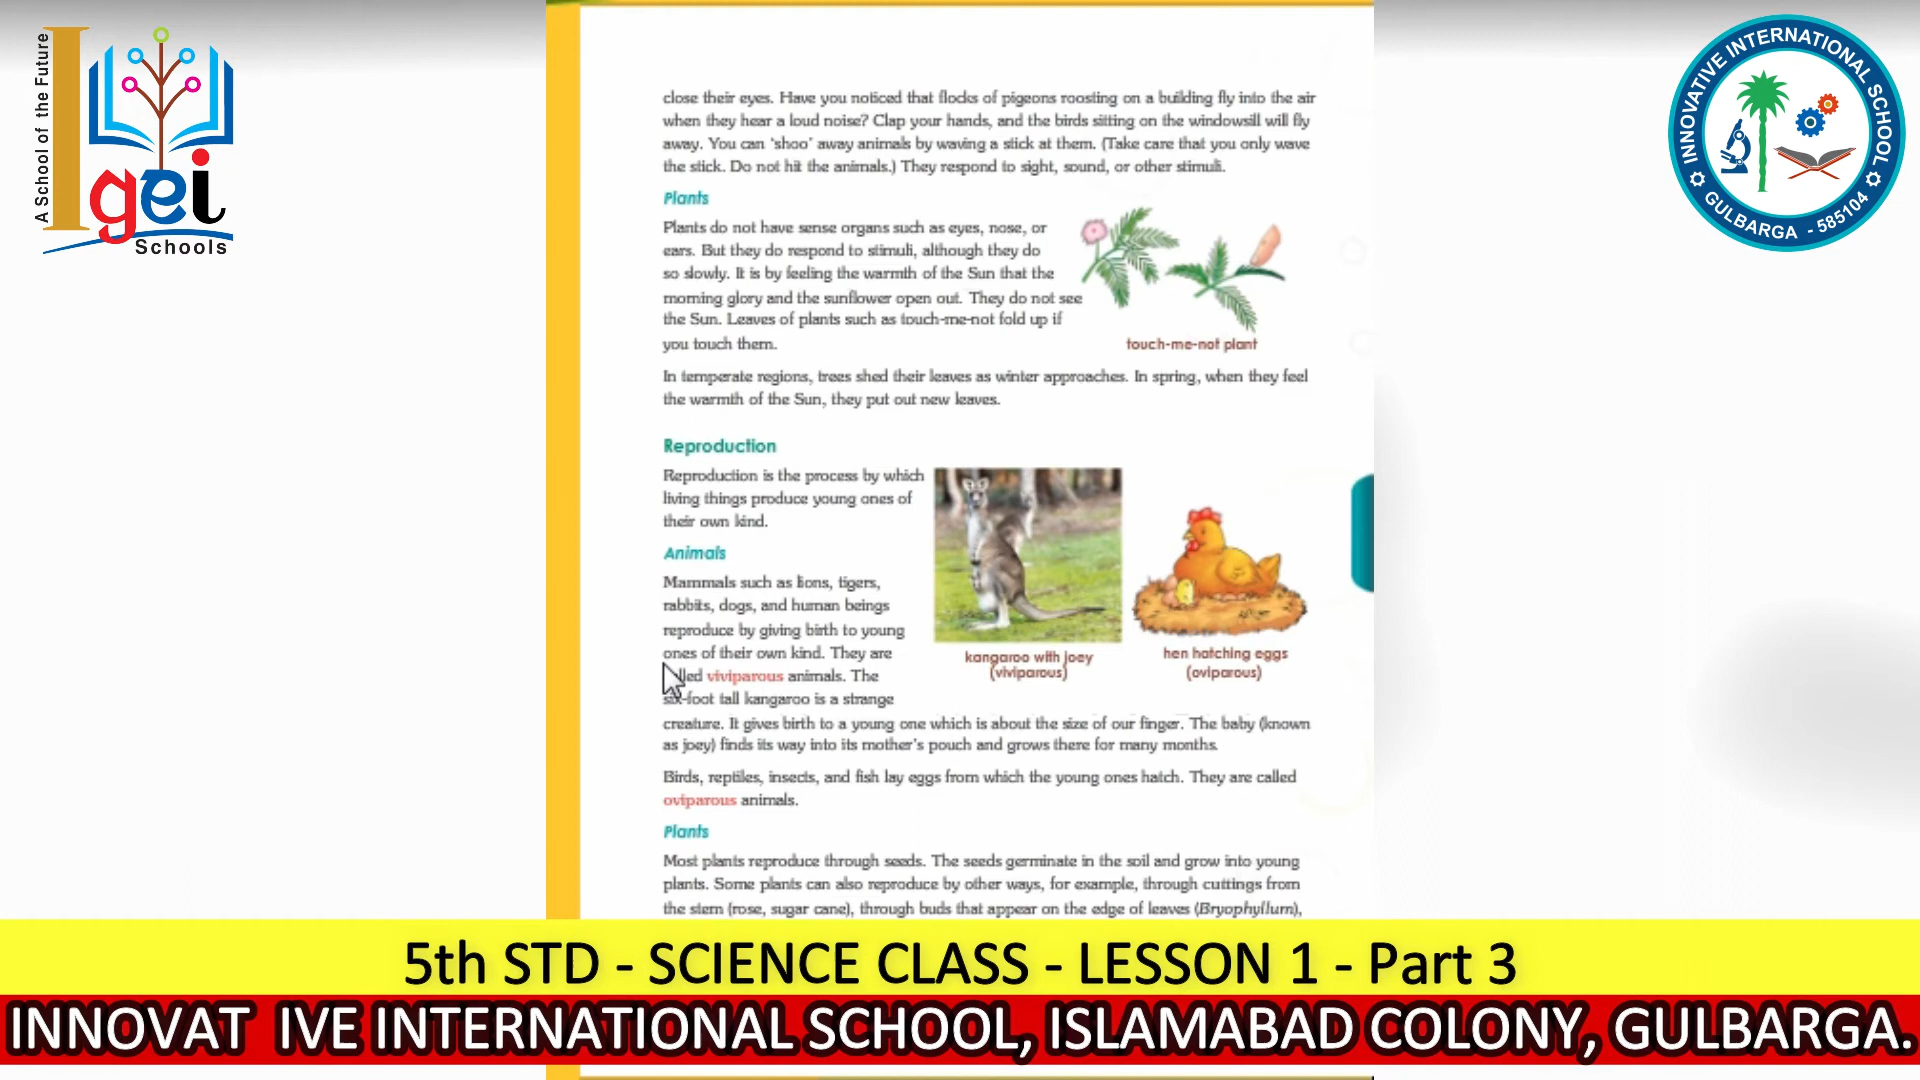 A School of the Future
Igei
Schools
INNOVATIVE INTERNATIONAL SCHOOL
GULBARGA - 585104
close their eyes. Have you noticed that flocks of pigeons roosting on a building fly into the air
when they hear a loud noise? Clap your hands, and the birds sitting on the windowsill will fly
away. You can ‘shoo’ away animals by waving a stick at them. (Take care that you only wave
the stick. Do not hit the animals.) They respond to sight, sound, or other stimuli.
Plants
Plants do not have sense organs such as eyes, nose, or
ears. But they do respond to stimuli, although they do
so slowly. It is by feeling the warmth of the Sun that the
morning glory and the sunflower open out. They do not see
the Sun. Leaves of plants such as touch-me-not fold up if
you touch them.
touch-me-not plant
In temperate regions, trees shed their leaves as winter approaches. In spring, when they feel
the warmth of the Sun, they put out new leaves.
Reproduction
Reproduction is the process by which
living things produce young ones of
their own kind.
Animals
Mammals such as lions, tigers,
rabbits, dogs, and human beings
reproduce by giving birth to young
ones of their own kind. They are
viviparous animals. The
six-foot tall kangaroo is a strange
kangaroo with joey
(viviparous)
hen hatching eggs
(oviparous)
creature. It gives birth to a young one which is about the size of our finger. The baby (known
as joey) finds its way into its mother's pouch and grows there for many months.
Birds, reptiles, insects, and fish lay eggs from which the young ones hatch. They are called
oviparous animals.
Plants
Most plants reproduce through seeds. The seeds germinate in the soil and grow into young
plants. Some plants can also reproduce by other ways, for example, through cuttings from
the stem (rose, sugar cane), through buds that appear on the edge of leaves (Bryophyllum),
5th STD - SCIENCE CLASS - LESSON 1 - Part 3
INNOVAT IVE INTERNATIONAL SCHOOL, ISLAMABAD COLONY, GULBARGA.